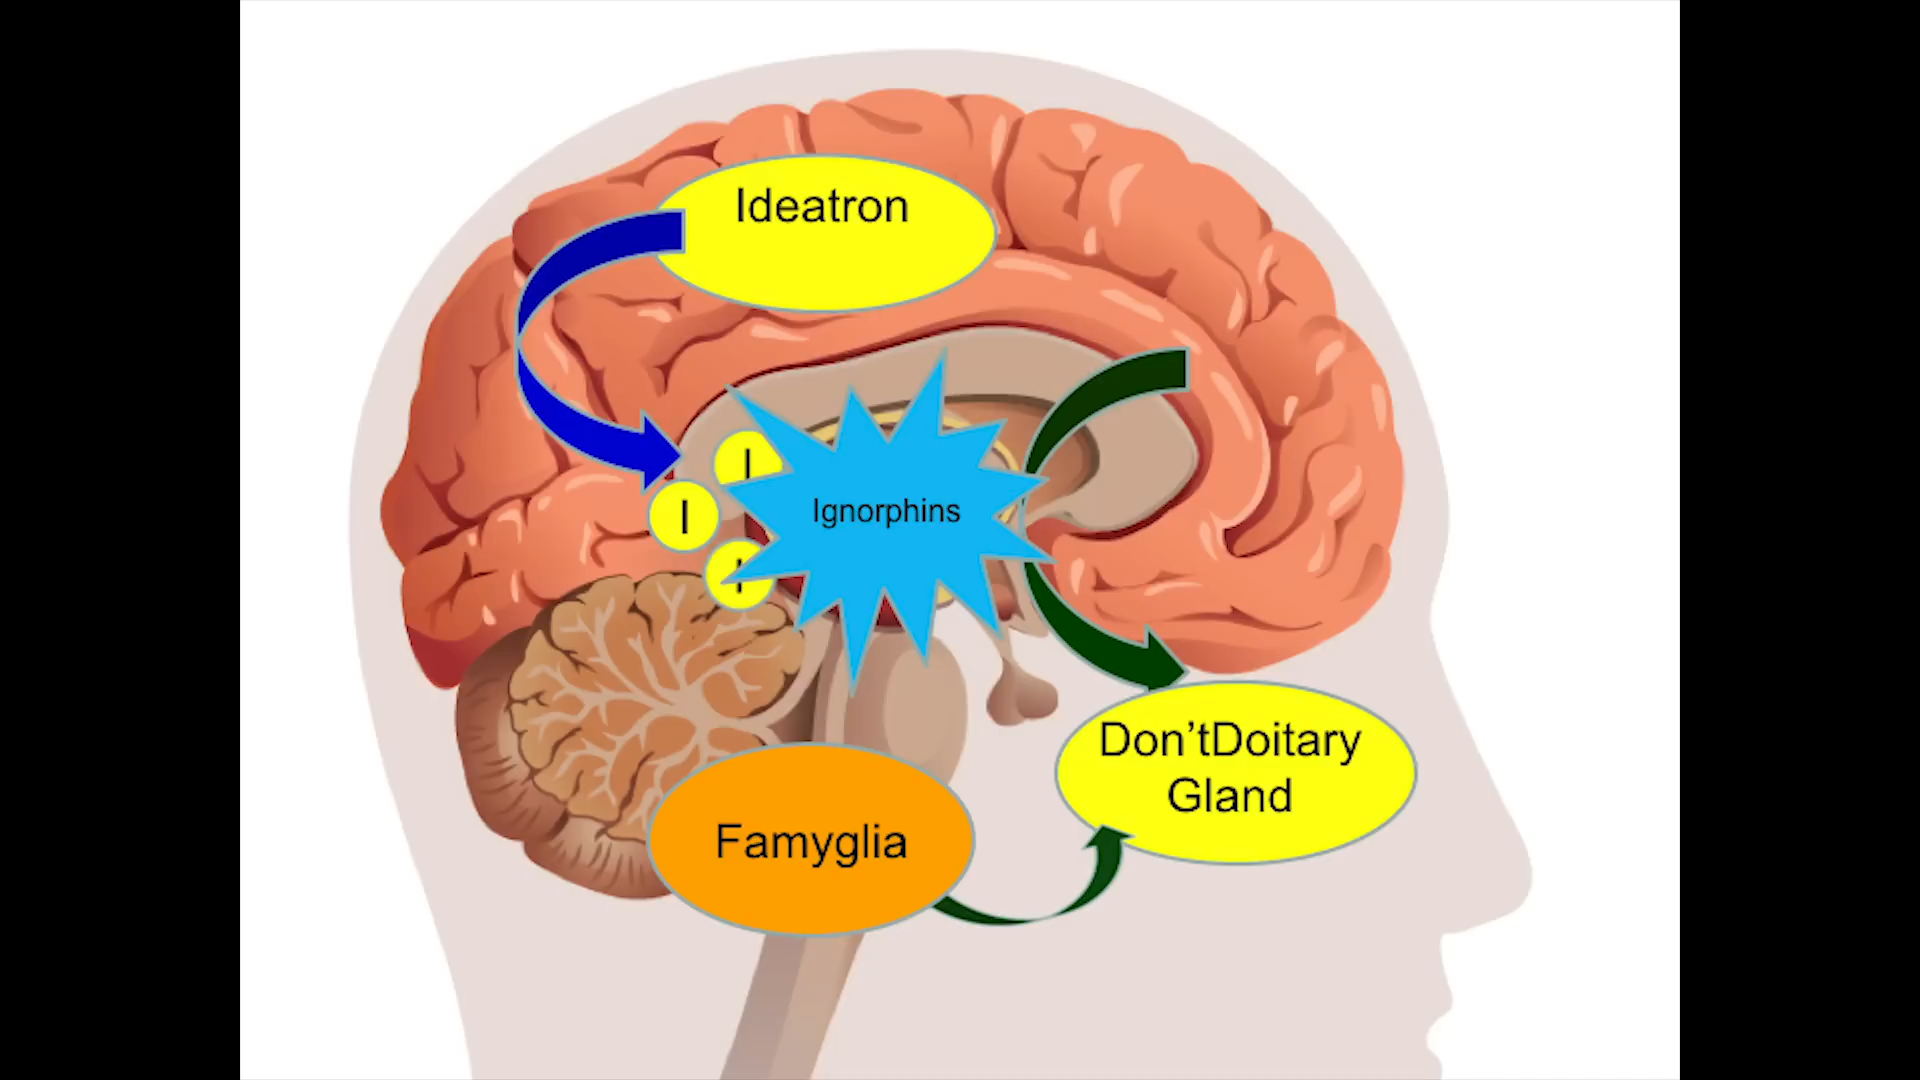 Ideatron
I
I
I
Ignorphins
Don’tDoitary
Gland
Famyglia